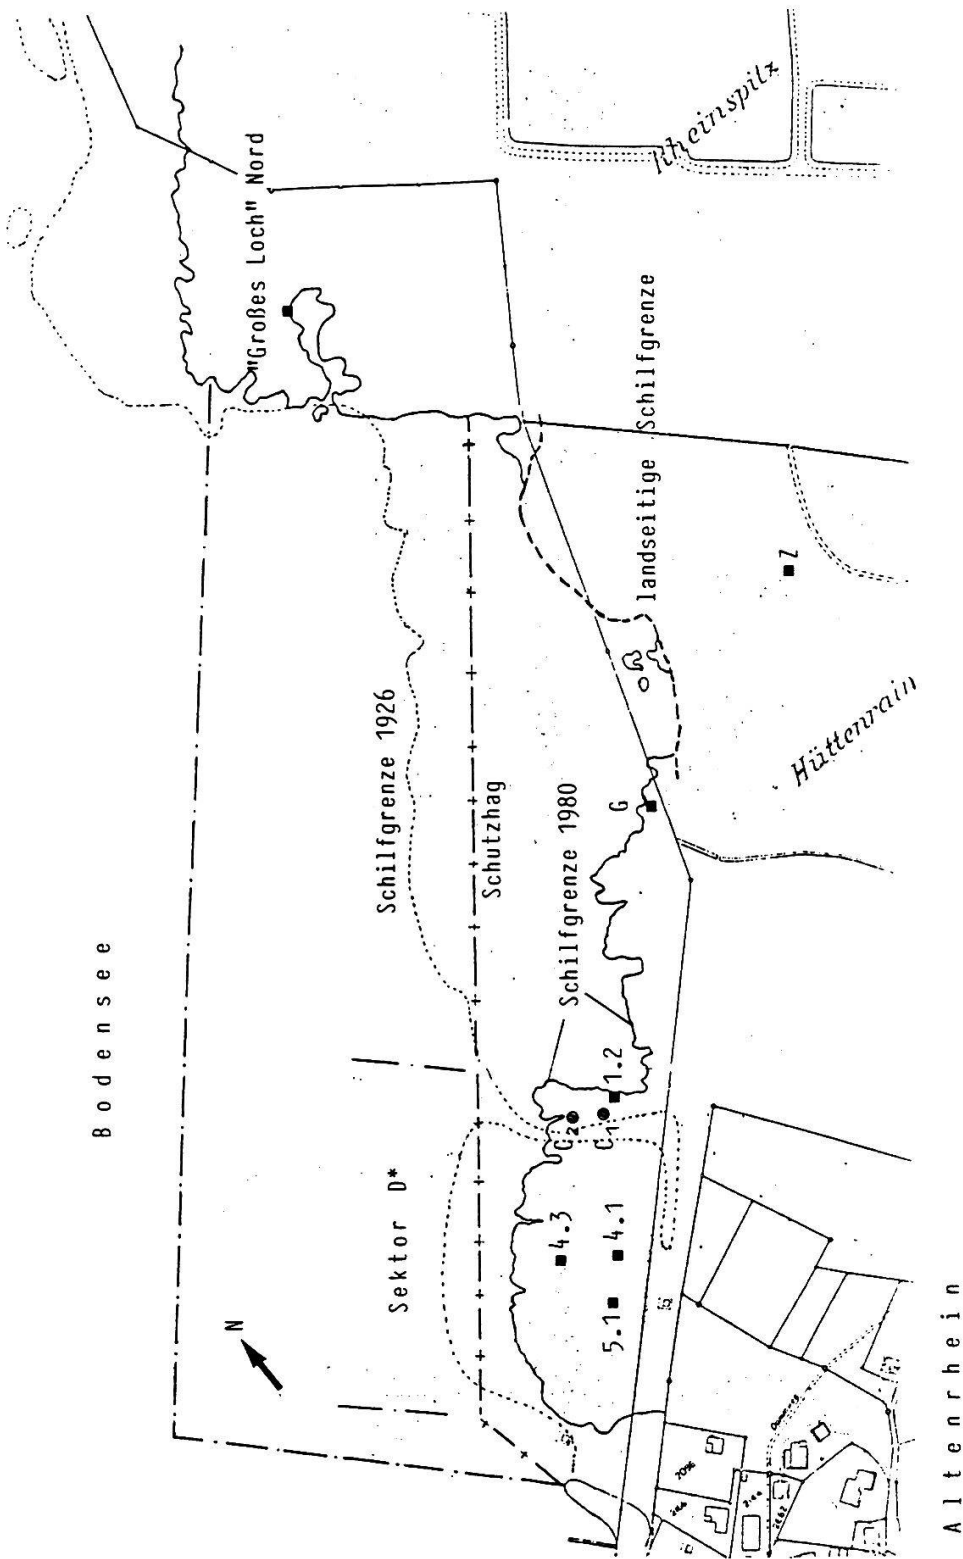 Bodensee
"Großes Loch" Nord
Rheinspitz
Schilfgrenze 1926
Schutzhag
landseitige Schilfgrenze
Schilfgrenze 1980
Sektor D*
N
G
Z
Hüttenrain
1.2
C2
C1
4.3
4.1
5.1
2096
Altenrhein